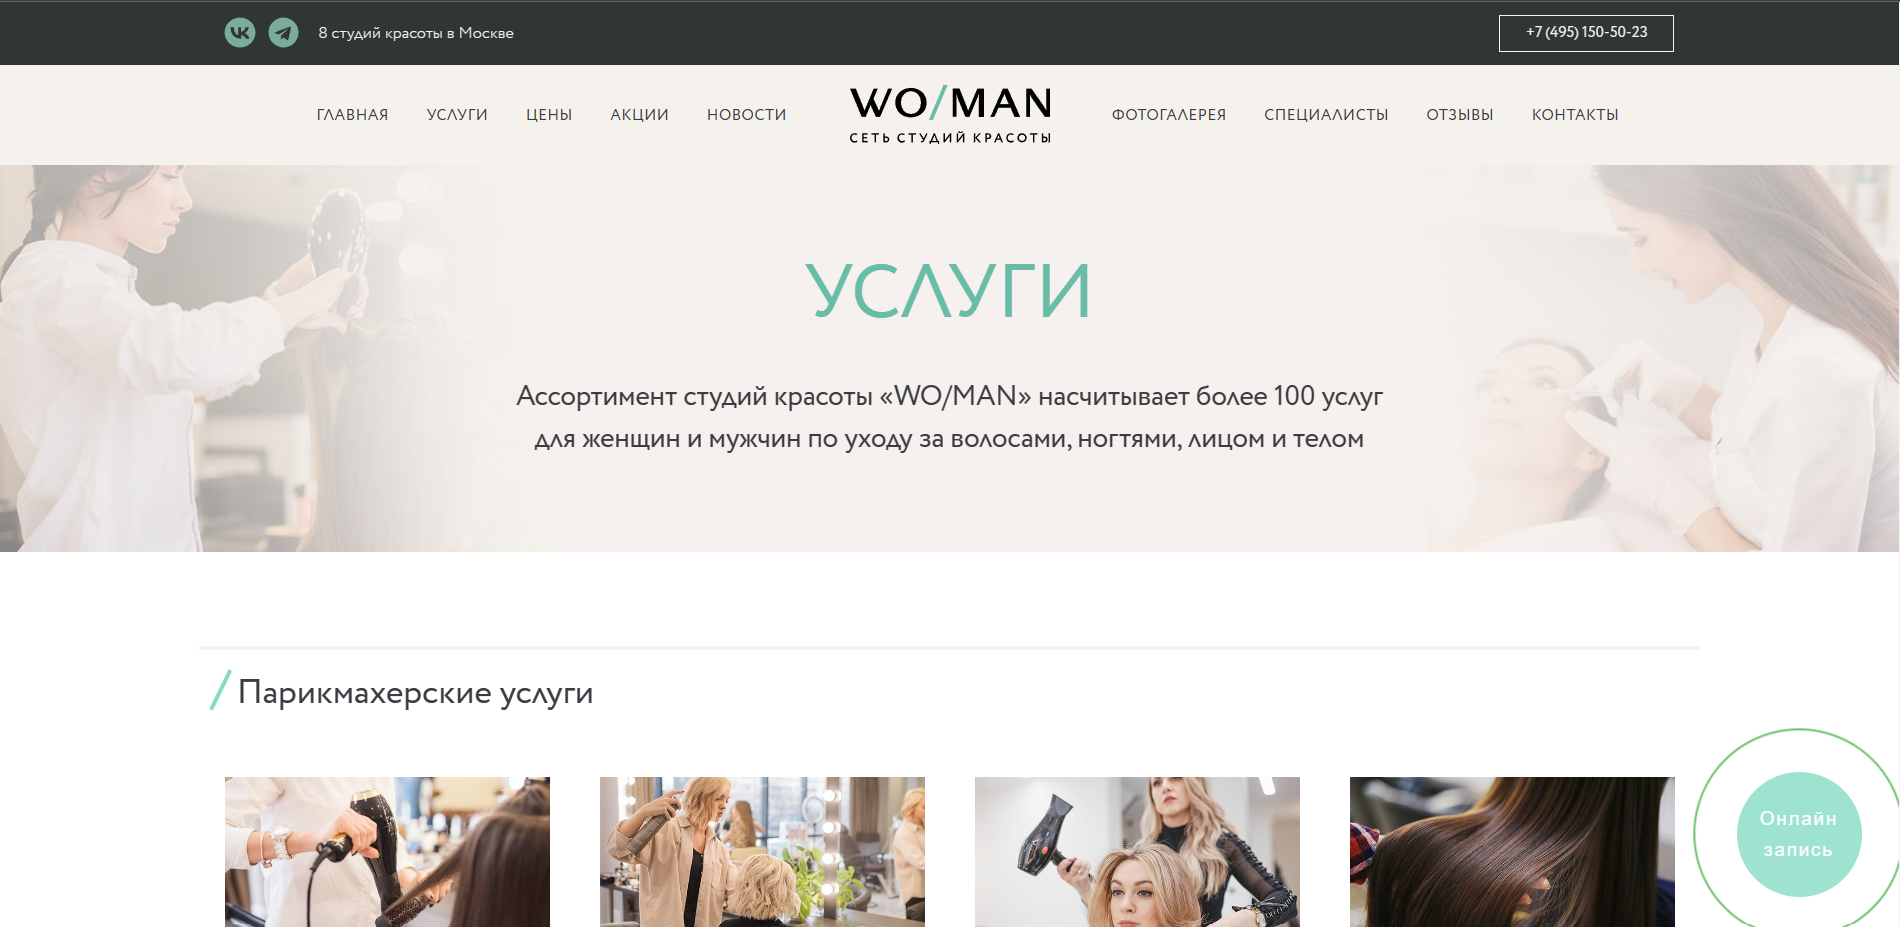 8 студий красоты в Москве
+7 (495) 150-50-23
ГЛАВНАЯ УСЛУГИ ЦЕНЫ АКЦИИ НОВОСТИ
WO/MAN
СЕТЬ СТУДИЙ КРАСОТЫ
ФОТОГАЛЕРЕЯ СПЕЦИАЛИСТЫ ОТЗЫВЫ КОНТАКТЫ
УСЛУГИ
Ассортимент студий красоты «WO/MAN» насчитывает более 100 услуг
для женщин и мужчин по уходу за волосами, ногтями, лицом и телом
/ Парикмахерские услуги
Онлайн
запись